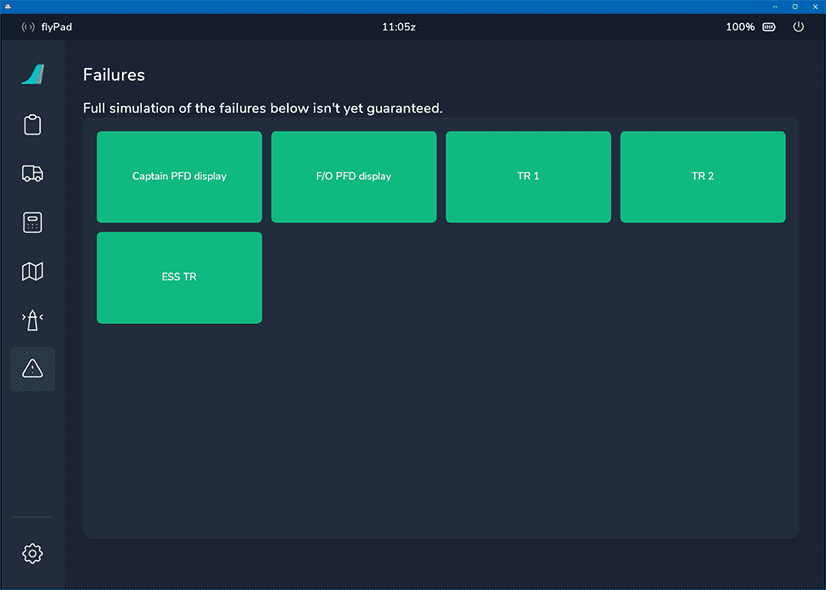 flyPad
11:05z
100%
Failures
Full simulation of the failures below isn't yet guaranteed.
Captain PFD display
F/O PFD display
TR 1
TR 2
ESS TR